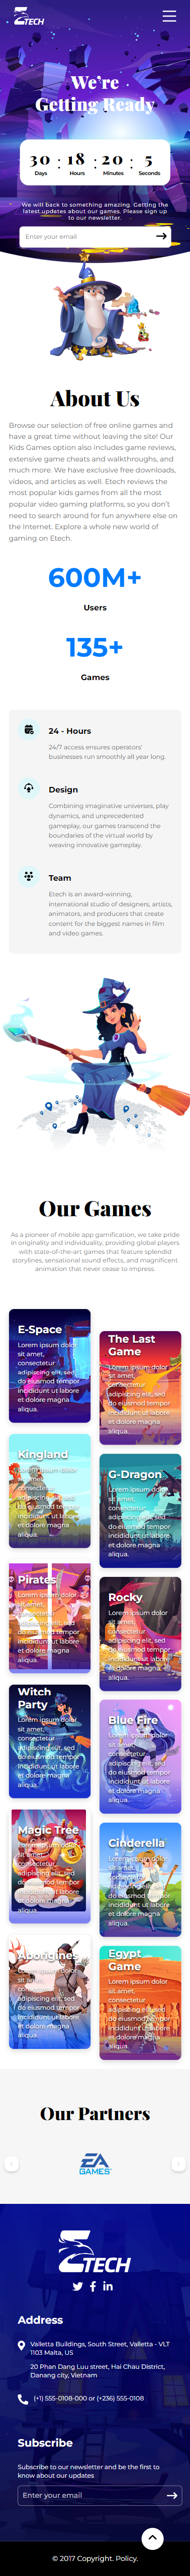 ETECH
We're
Getting Ready
30 : 18 : 20 : 5
Days Hours Minutes Seconds
We will back to something amazing. Getting the
latest updates about our games. Please sign up
to our newsletter.
Enter your email
About Us
Browse our selection of free online games and
have a great time without leaving the site! Our
Kids Games option also includes game reviews,
extensive game cheats and walkthroughs, and
much more. We have exclusive free downloads,
videos, and articles as well. Etech reviews the
most popular kids games from all the most
popular video gaming platforms, so you don't
need to search around for fun anywhere else on
the Internet. Explore a whole new world of
gaming on Etech.
600M+
Users
135+
Games
24 - Hours
24/7 access ensures operators'
businesses run smoothly all year long.
Design
Combining imaginative universes, play
dynamics, and unprecedented
gameplay, our games transcend the
boundaries of the virtual world by
weaving innovative gameplay.
Team
Etech is an award-winning,
international studio of designers, artists,
animators, and producers that create
content for the biggest names in film
and video games.
Our Games
As a pioneer of mobile app gamification, we take pride
in originality and individuality, providing global players
with state-of-the-art games that feature splendid
storylines, sensational sound effects, and magnificent
animation that never cease to impress.
E-Space
Lorem ipsum dolor
sit amet,
consectetur
adipiscing elit, sed
do eiusmod tempor
incididunt ut labore
et dolore magna
aliqua.
The Last
Game
Lorem ipsum dolor
sit amet,
consectetur
adipiscing elit, sed
do eiusmod tempor
incididunt ut labore
et dolore magna
aliqua.
Kingland
Lorem ipsum dolor
sit amet,
consectetur
adipiscing elit, sed
do eiusmod tempor
incididunt ut labore
et dolore magna
aliqua.
G-Dragon
Lorem ipsum dolor
sit amet,
consectetur
adipiscing elit, sed
do eiusmod tempor
incididunt ut labore
et dolore magna
aliqua.
Pirates
Lorem ipsum dolor
sit amet,
consectetur
adipiscing elit, sed
do eiusmod tempor
incididunt ut labore
et dolore magna
aliqua.
Rocky
Lorem ipsum dolor
sit amet,
consectetur
adipiscing elit, sed
do eiusmod tempor
incididunt ut labore
et dolore magna
aliqua.
Witch
Party
Lorem ipsum dolor
sit amet,
consectetur
adipiscing elit, sed
do eiusmod tempor
incididunt ut labore
et dolore magna
aliqua.
Blue Fire
Lorem ipsum dolor
sit amet,
consectetur
adipiscing elit, sed
do eiusmod tempor
incididunt ut labore
et dolore magna
aliqua.
Magic Tree
Lorem ipsum dolor
sit amet,
consectetur
adipiscing elit, sed
do eiusmod tempor
incididunt ut labore
et dolore magna
aliqua.
Cinderella
Lorem ipsum dolor
sit amet,
consectetur
adipiscing elit, sed
do eiusmod tempor
incididunt ut labore
et dolore magna
aliqua.
Aborigines
Lorem ipsum dolor
sit amet,
consectetur
adipiscing elit, sed
do eiusmod tempor
incididunt ut labore
et dolore magna
aliqua.
Egypt
Game
Lorem ipsum dolor
sit amet,
consectetur
adipiscing elit, sed
do eiusmod tempor
incididunt ut labore
et dolore magna
aliqua.
Our Partners
EA
GAMES
ETECH
Address
Valletta Buildings, South Street, Valletta - VLT
1103 Malta, US
20 Phan Dang Luu street, Hai Chau District,
Danang city, Vietnam
(+1) 555-0108-000 or (+236) 555-0108
Subscribe
Subscribe to our newsletter and be the first to
know about our updates
Enter your email
© 2017 Copyright. Policy.